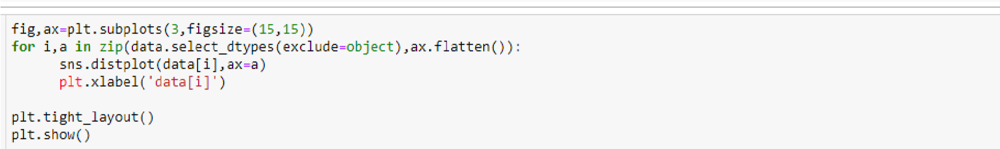 fig,ax=plt.subplots(3,figsize=(15,15))
for i,a in zip(data.select_dtypes(exclude=object),ax.flatten()):
      sns.distplot(data[i],ax=a)
      plt.xlabel('data[i]')

plt.tight_layout()
plt.show()